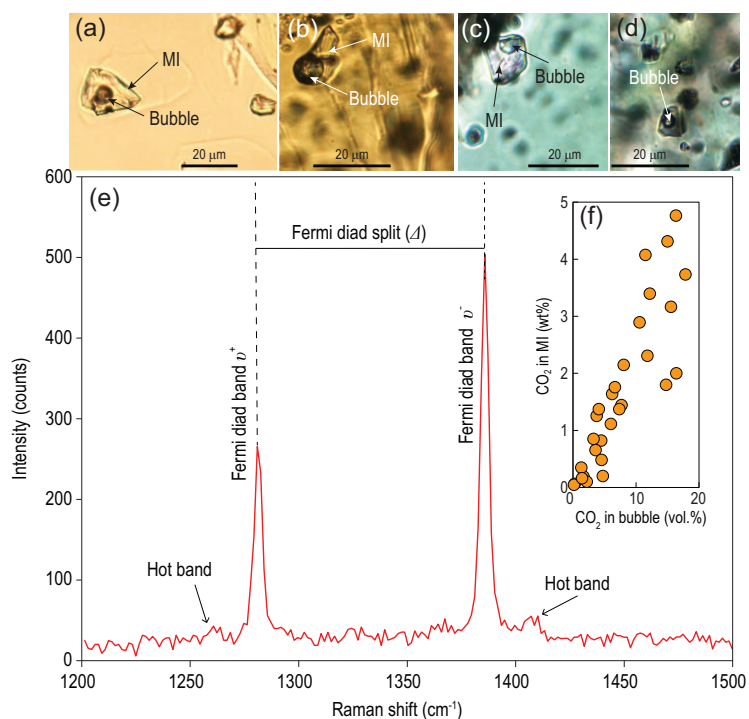 (a)
MI
Bubble
20 μm
(b)
MI
Bubble
20 μm
(c)
Bubble
MI
20 μm
(d)
Bubble
20 μm
(e)
600
500
400
300
200
100
0
Intensity (counts)
Fermi diad split (Δ)
Fermi diad band υ⁺
Fermi diad band υ⁻
Hot band
Hot band
1200 1250 1300 1350 1400 1450 1500
Raman shift (cm⁻¹)
(f)
5
4
3
2
1
0
CO₂ in MI (wt%)
0 10 20
CO₂ in bubble (vol.%)